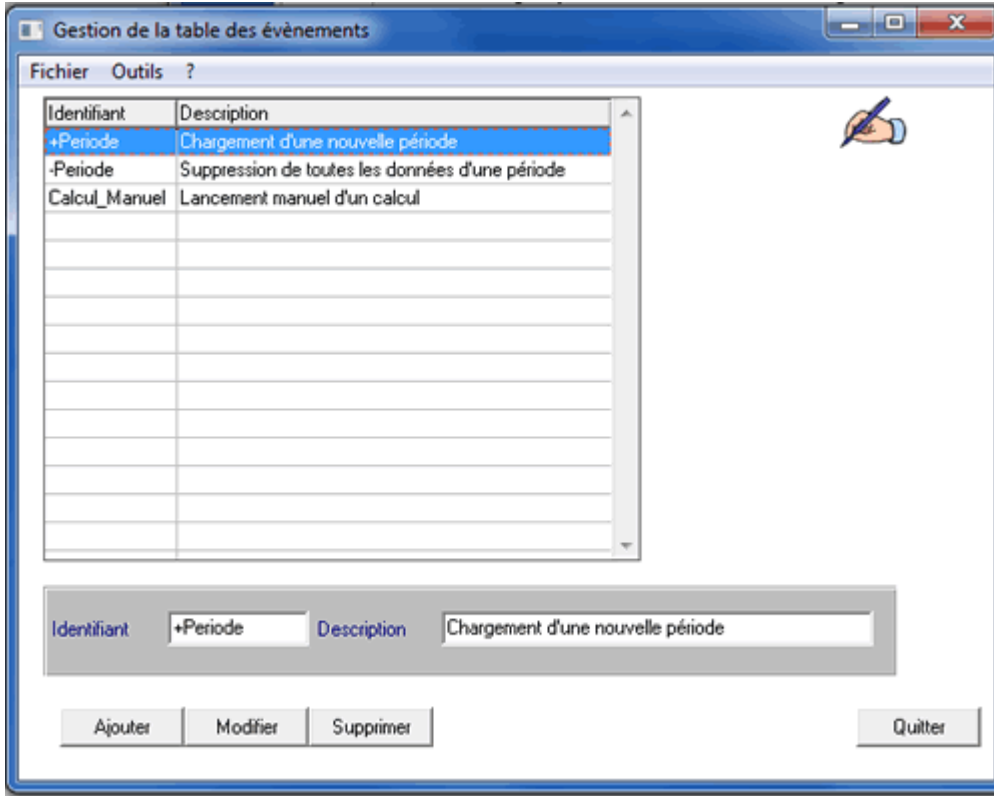 Gestion de la table des évènements
Fichier Outils ?
Identifiant Description
+Periode Chargement d'une nouvelle période
-Periode Suppression de toutes les données d'une période
Calcul_Manuel Lancement manuel d'un calcul
Identifiant +Periode Description Chargement d'une nouvelle période
Ajouter Modifier Supprimer Quitter